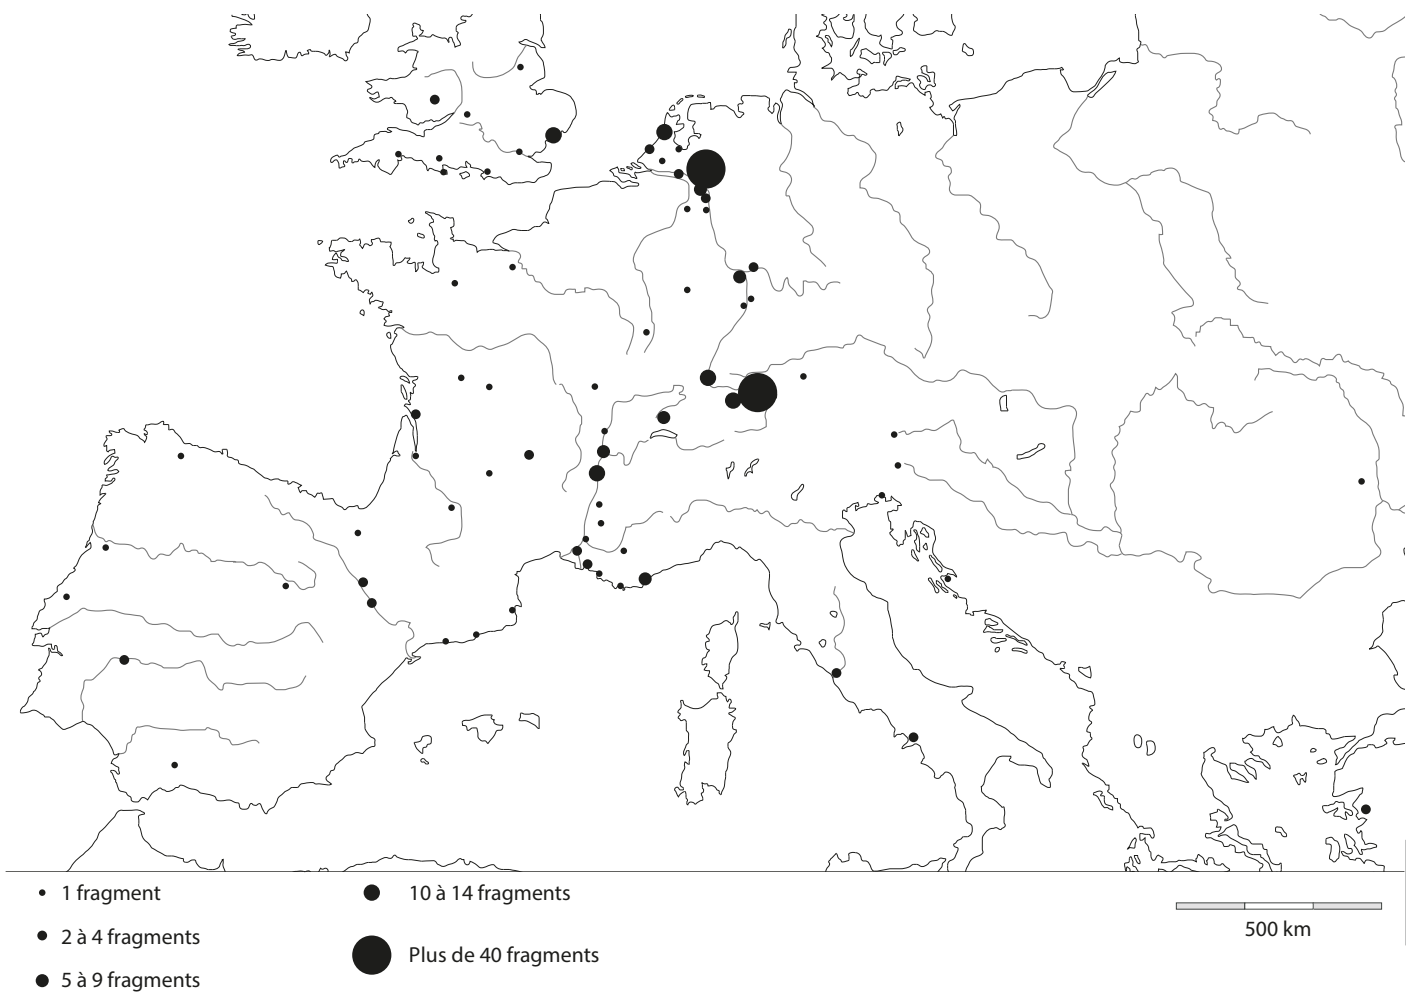 1 fragment
2 à 4 fragments
5 à 9 fragments
10 à 14 fragments
Plus de 40 fragments
500 km